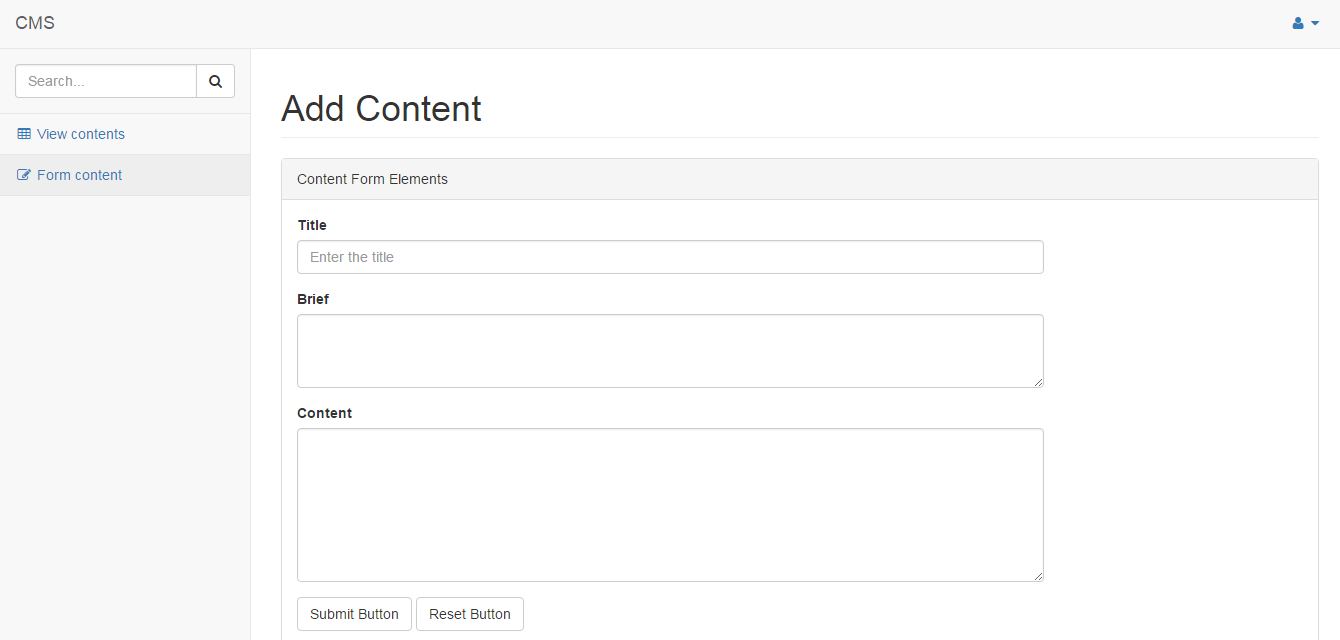 CMS
Search...
View contents
Form content
Add Content
Content Form Elements
Title
Enter the title
Brief
Content
Submit Button Reset Button